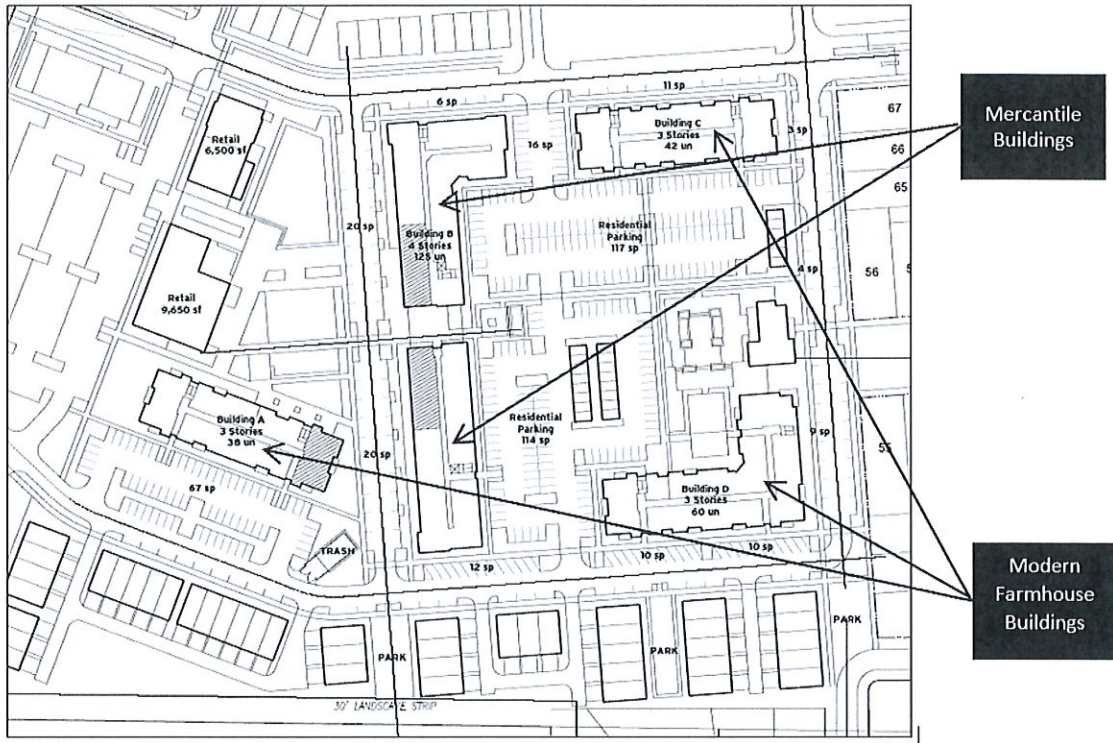 6 sp
11 sp
Retail
6,500 sf
16 sp
Building C
3 Stories
42 un
3 sp
67
66
65
Mercantile
Buildings
20 sp
Building B
4 Stories
125 un
Residential
Parking
117 sp
4 sp
56
Retail
9,650 sf
Building A
3 Stories
38 un
20 sp
Residential
Parking
114 sp
9 sp
55
67 sp
Building D
3 Stories
60 un
TRASH
12 sp
10 sp
10 sp
Modern
Farmhouse
Buildings
PARK
PARK
PARK
30' LANDSCAPE STRIP